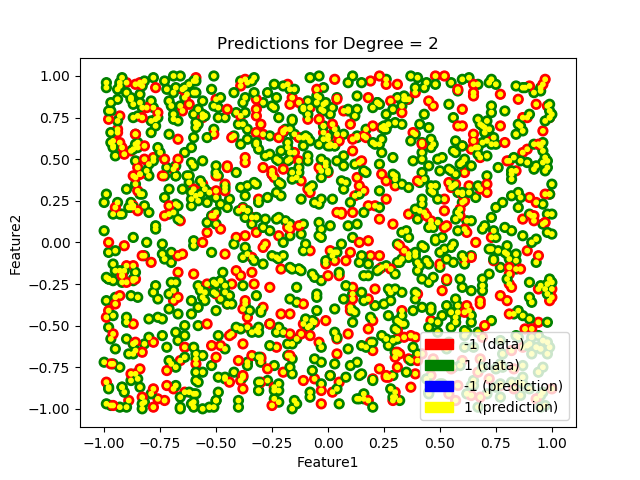 Predictions for Degree = 2
1.00
0.75
0.50
0.25
0.00
−0.25
−0.50
−0.75
−1.00
Feature2
-1 (data)
1 (data)
-1 (prediction)
1 (prediction)
−1.00 −0.75 −0.50 −0.25 0.00 0.25 0.50 0.75 1.00
Feature1